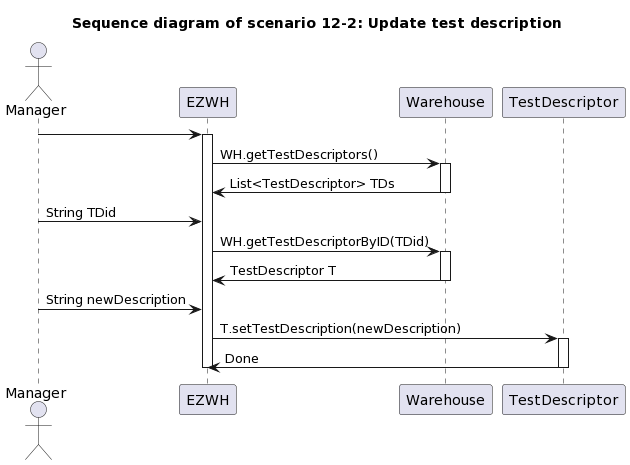 Sequence diagram of scenario 12-2: Update test description
Manager
EZWH
Warehouse
TestDescriptor
WH.getTestDescriptors()
List<TestDescriptor> TDs
String TDid
WH.getTestDescriptorByID(TDid)
TestDescriptor T
String newDescription
T.setTestDescription(newDescription)
Done
Manager
EZWH
Warehouse
TestDescriptor